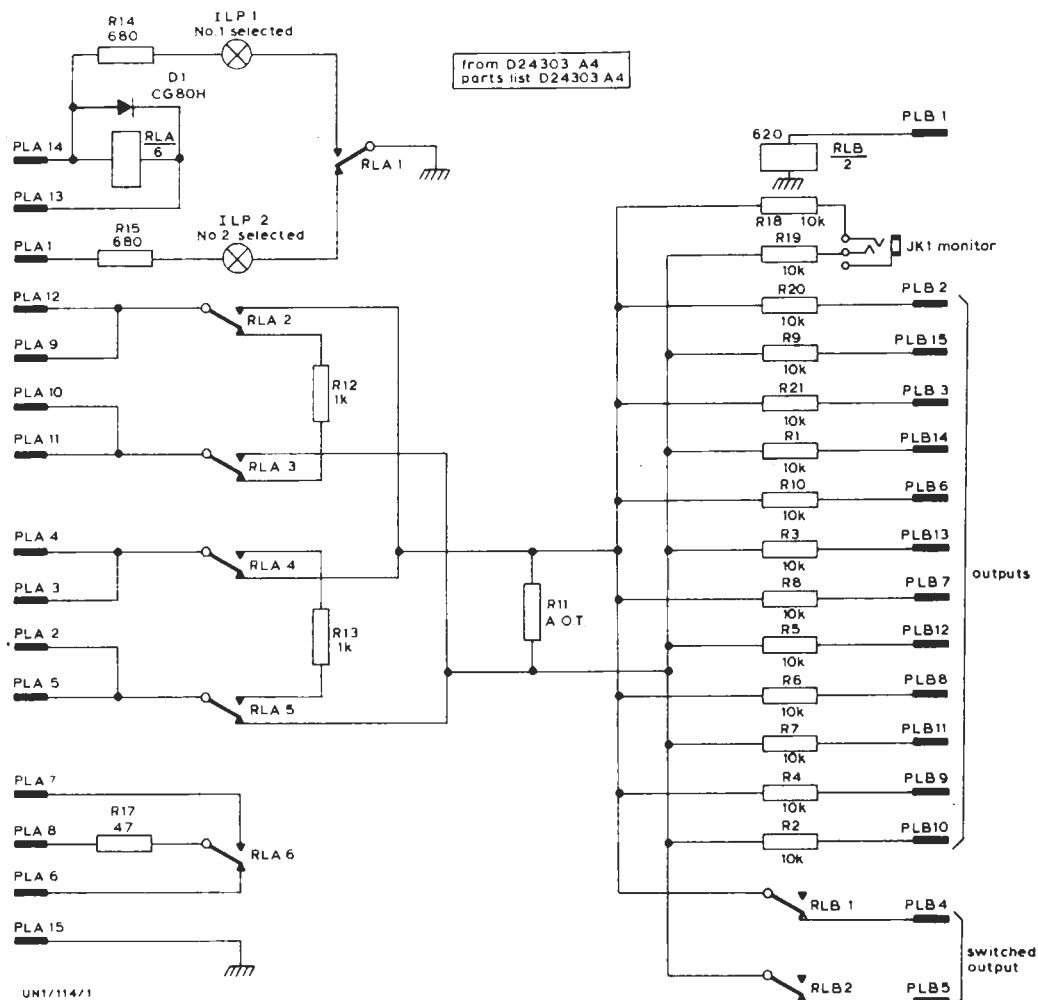 ILP 1
No.1 selected
R14
680
D1
CG80H
RLA
6
PLA 14
PLA 13
PLA 1
R15
680
ILP 2
No 2 selected
RLA 1
from D24303 A4
parts list D24303 A4
PLB 1
620
RLB
2
R18 10k
R19
10k
JK1 monitor
PLA 12
PLA 9
PLA 10
PLA 11
RLA 2
R12
1k
RLA 3
PLA 4
PLA 3
PLA 2
PLA 5
RLA 4
R13
1k
RLA 5
R11
A.O.T.
R20
10k
PLB 2
R9
10k
PLB 15
R21
10k
PLB 3
R1
10k
PLB14
R10
10k
PLB6
R3
10k
PLB13
R8
10k
PLB7
R5
10k
PLB12
R6
10k
PLB8
R7
10k
PLB11
R4
10k
PLB9
R2
10k
PLB10
outputs
PLA 7
PLA 8
R17
47
PLA 6
RLA 6
PLA 15
RLB 1
PLB4
RLB2
PLB5
switched
output
UN1/114/1